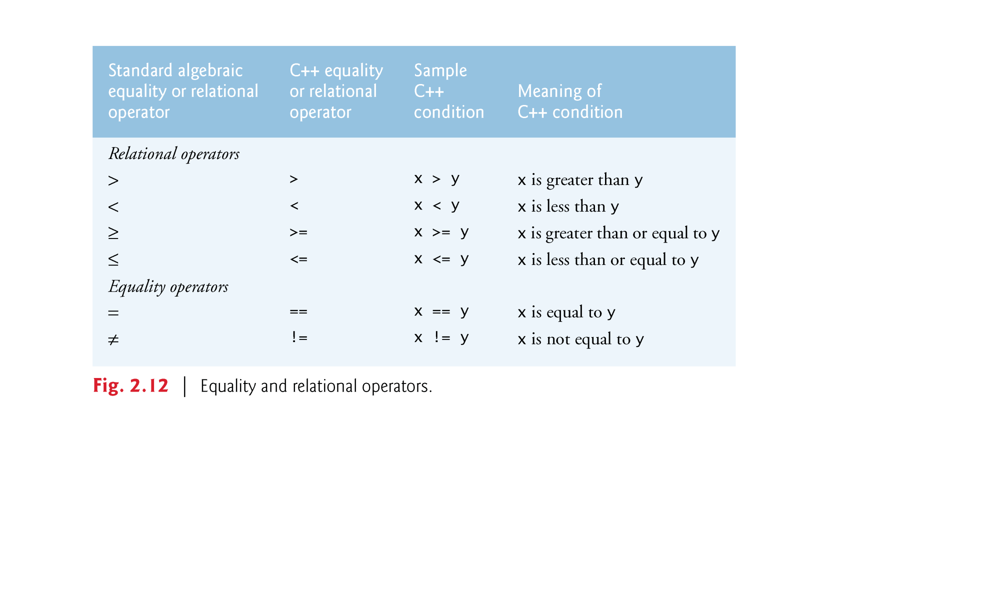 Standard algebraic equality or relational operator
C++ equality or relational operator
Sample C++ condition
Meaning of C++ condition
Relational operators
> > x > y x is greater than y
< < x < y x is less than y
≥ >= x >= y x is greater than or equal to y
≤ <= x <= y x is less than or equal to y
Equality operators
= == x == y x is equal to y
≠ != x != y x is not equal to y
Fig. 2.12 | Equality and relational operators.